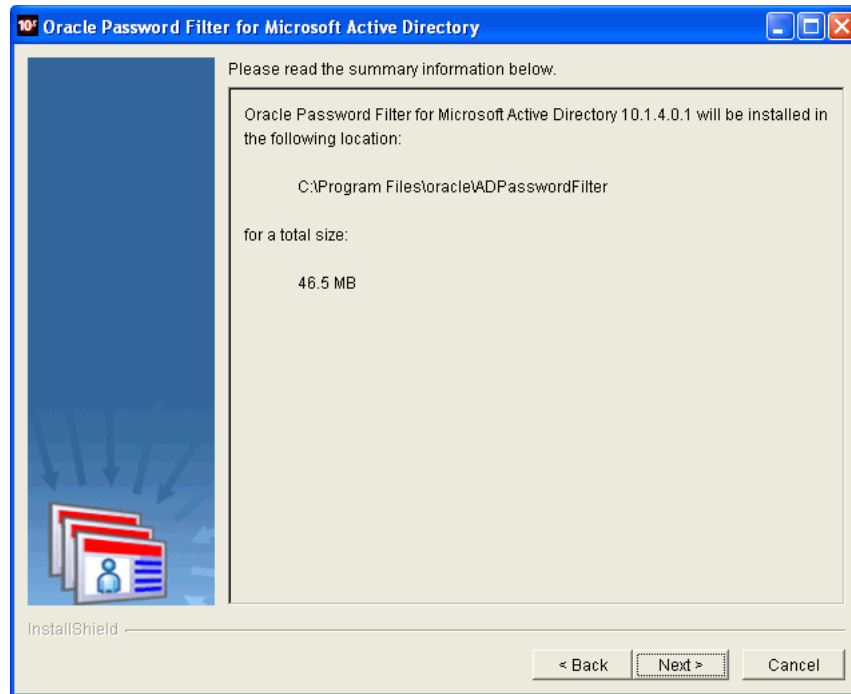 10g Oracle Password Filter for Microsoft Active Directory
Please read the summary information below.
Oracle Password Filter for Microsoft Active Directory 10.1.4.0.1 will be installed in
the following location:
C:\Program Files\oracle\ADPasswordFilter
for a total size:
46.5 MB
InstallShield
< Back
Next >
Cancel